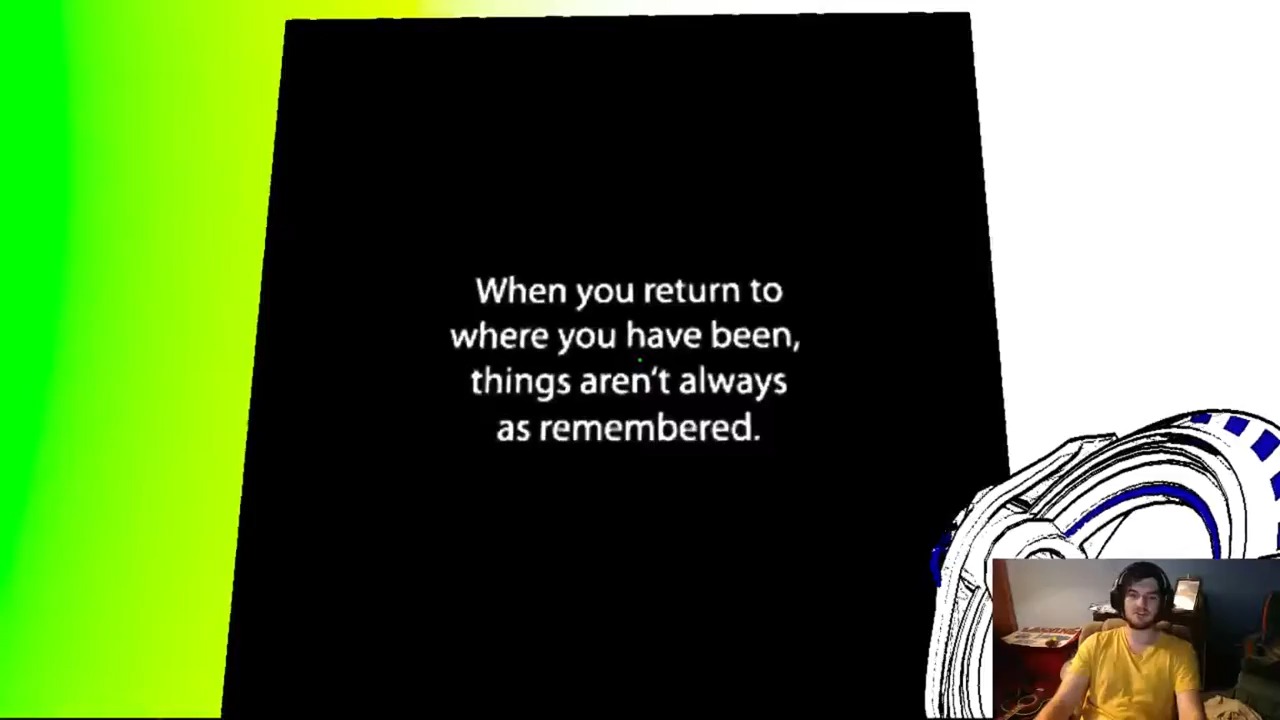 When you return to
where you have been,
things aren't always
as remembered.